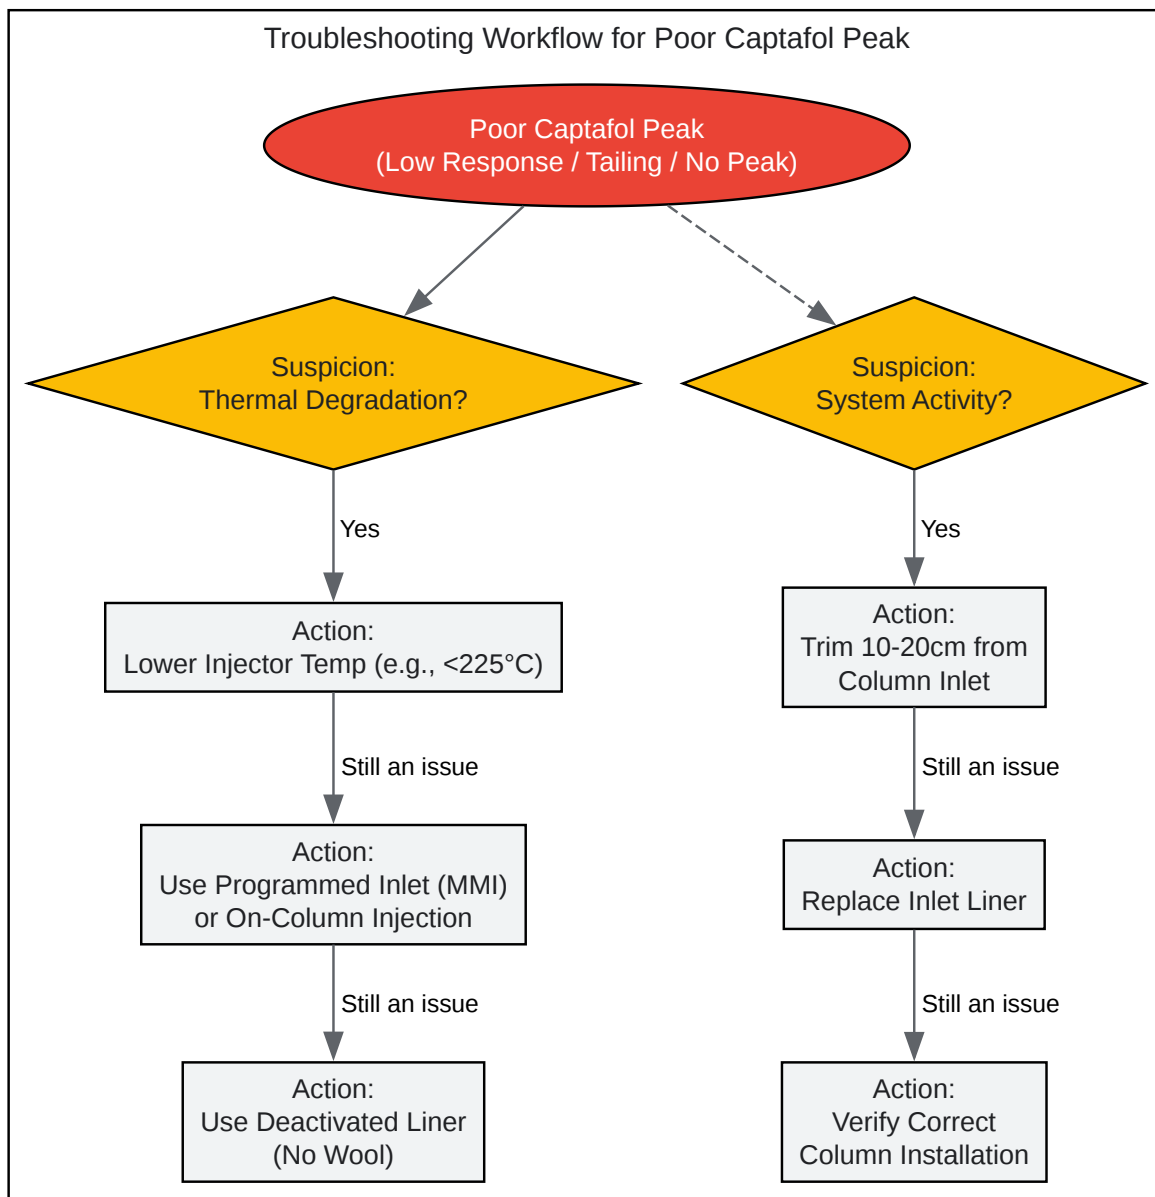 Troubleshooting Workflow for Poor Captafol Peak
Poor Captafol Peak
(Low Response / Tailing / No Peak)
Suspicion:
Thermal Degradation?
Suspicion:
System Activity?
Yes
Yes
Action:
Lower Injector Temp (e.g., <225°C)
Action:
Trim 10-20cm from
Column Inlet
Still an issue
Still an issue
Action:
Use Programmed Inlet (MMI)
or On-Column Injection
Action:
Replace Inlet Liner
Still an issue
Still an issue
Action:
Use Deactivated Liner
(No Wool)
Action:
Verify Correct
Column Installation